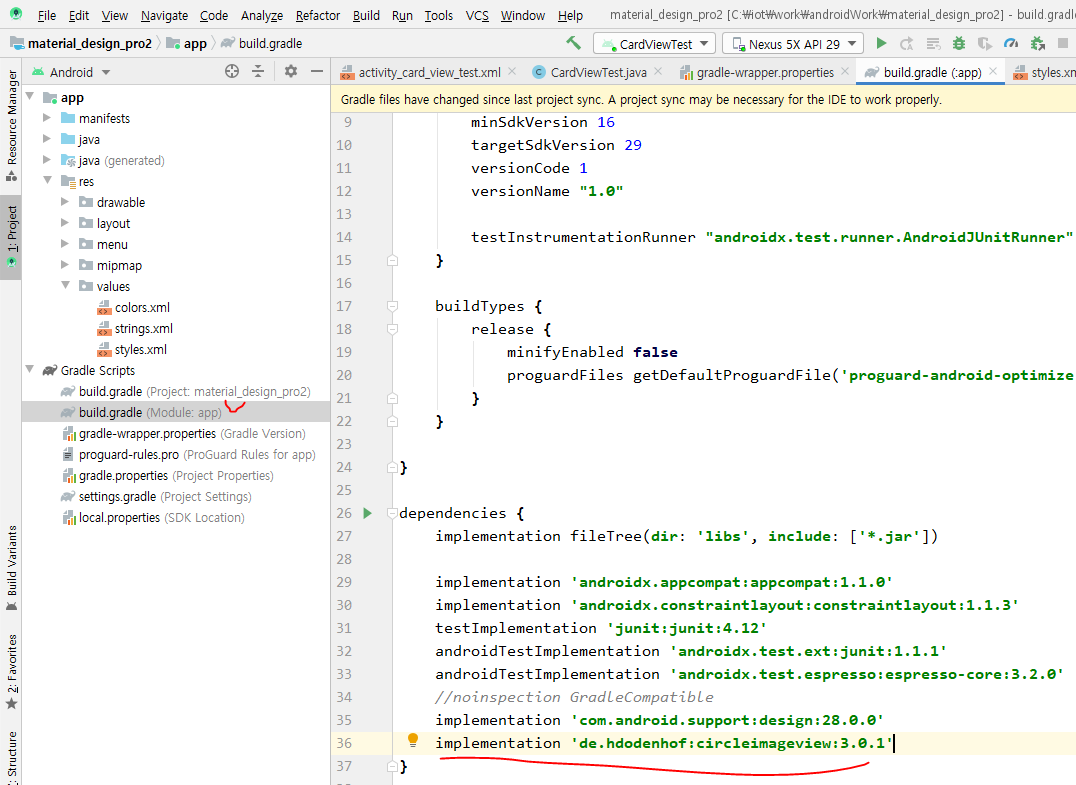 File Edit View Navigate Code Analyze Refactor Build Run Tools VCS Window Help material_design_pro2 [C:₩iot₩work₩androidWork₩material_design_pro2] - build.gradl
material_design_pro2 app build.gradle CardViewTest Nexus 5X API 29
Android activity_card_view_test.xml CardViewTest.java gradle-wrapper.properties build.gradle (:app) styles.xm
Gradle files have changed since last project sync. A project sync may be necessary for the IDE to work properly.
Resource Manager
1: Project
Build Variants
2: Favorites
Structure
app
manifests
java
java (generated)
res
drawable
layout
menu
mipmap
values
colors.xml
strings.xml
styles.xml
Gradle Scripts
build.gradle (Project: material_design_pro2)
build.gradle (Module: app)
gradle-wrapper.properties (Gradle Version)
proguard-rules.pro (ProGuard Rules for app)
gradle.properties (Project Properties)
settings.gradle (Project Settings)
local.properties (SDK Location)
9 minSdkVersion 16
10 targetSdkVersion 29
11 versionCode 1
12 versionName "1.0"
13
14 testInstrumentationRunner "androidx.test.runner.AndroidJUnitRunner"
15 }
16
17 buildTypes {
18 release {
19 minifyEnabled false
20 proguardFiles getDefaultProguardFile('proguard-android-optimize
21 }
22 }
23
24 }
25
26 dependencies {
27 implementation fileTree(dir: 'libs', include: ['*.jar'])
28
29 implementation 'androidx.appcompat:appcompat:1.1.0'
30 implementation 'androidx.constraintlayout:constraintlayout:1.1.3'
31 testImplementation 'junit:junit:4.12'
32 androidTestImplementation 'androidx.test.ext:junit:1.1.1'
33 androidTestImplementation 'androidx.test.espresso:espresso-core:3.2.0'
34 //noinspection GradleCompatible
35 implementation 'com.android.support:design:28.0.0'
36 implementation 'de.hdodenhof:circleimageview:3.0.1'
37 }